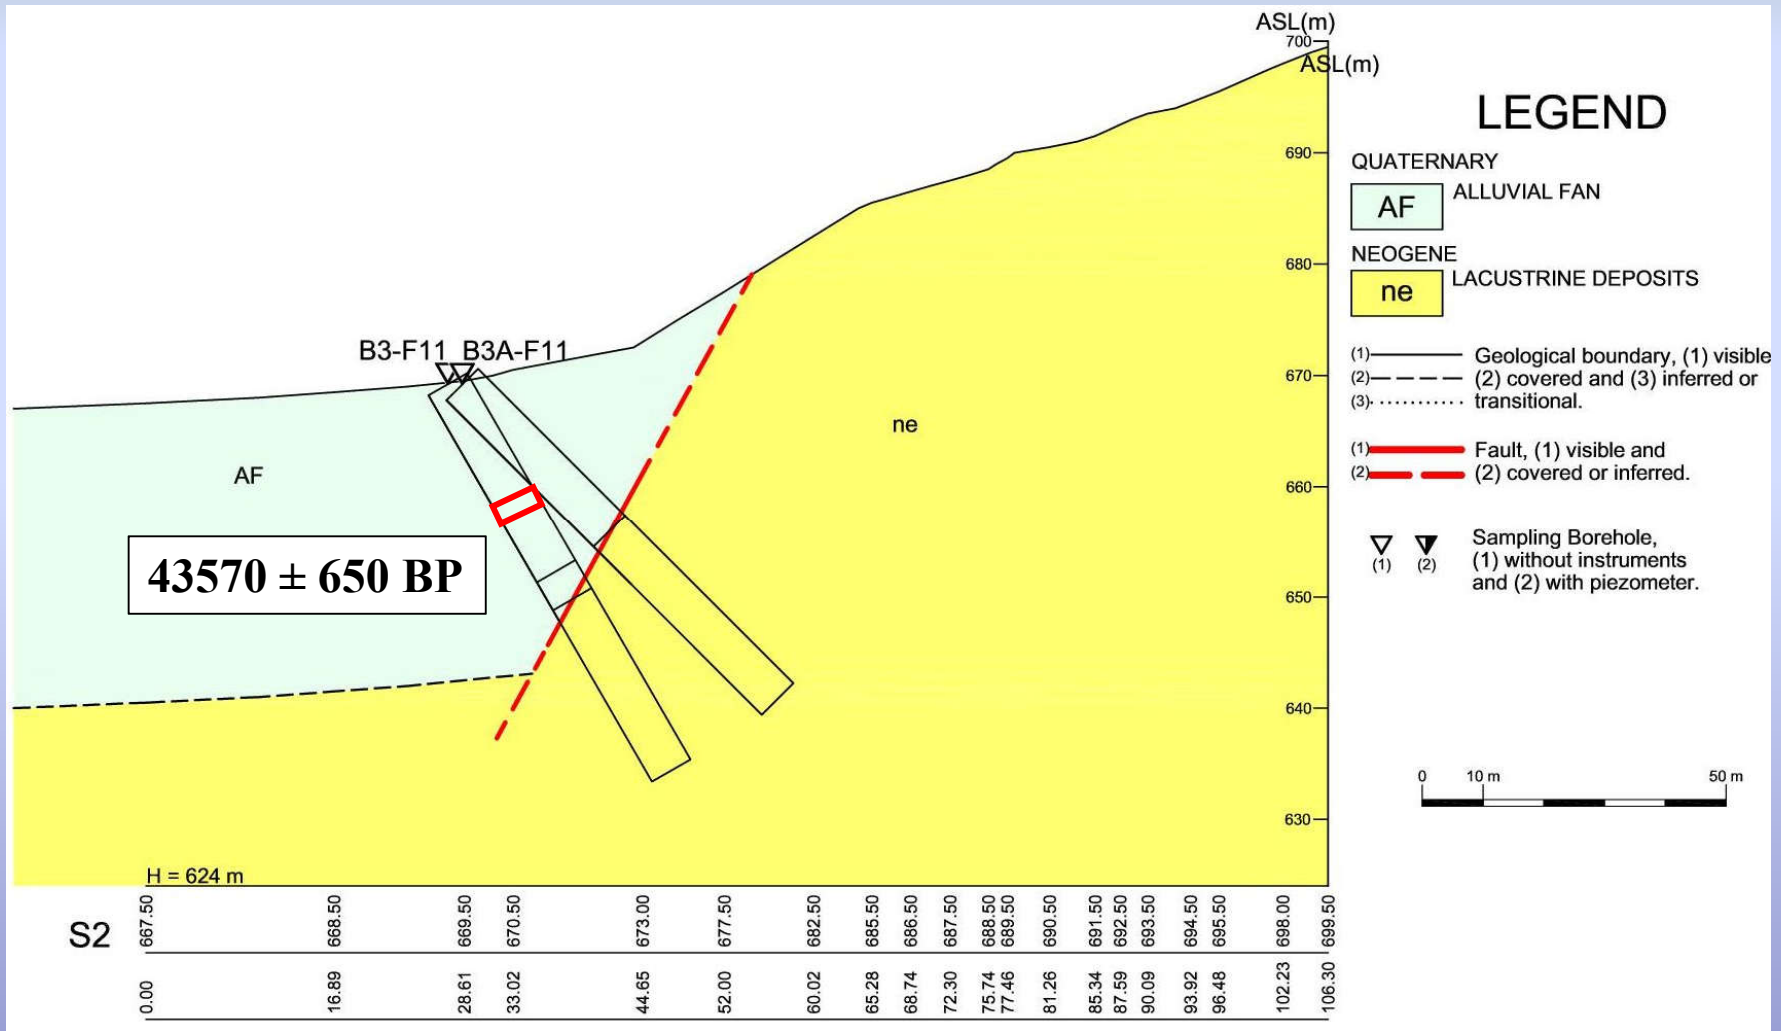 ASL(m)
700
ASL(m)
690
680
670
660
650
640
630
B3-F11 B3A-F11
AF
ne
43570 ± 650 BP
H = 624 m
S2
667.50 668.50 669.50 670.50 673.00 677.50 682.50 685.50 686.50 687.50 688.50 689.50 690.50 691.50 692.50 693.50 694.50 695.50 698.00 699.50
0.00 16.89 28.61 33.02 44.65 52.00 60.02 65.28 68.74 72.30 75.74 77.46 81.26 85.34 87.59 90.09 93.92 96.48 102.23 106.30
LEGEND
QUATERNARY
AF ALLUVIAL FAN
NEOGENE
ne LACUSTRINE DEPOSITS
(1) Geological boundary, (1) visible
(2) (2) covered and (3) inferred or
(3) transitional.
(1) Fault, (1) visible and
(2) (2) covered or inferred.
Sampling Borehole,
(1) without instruments
and (2) with piezometer.
(1) (2)
0 10 m 50 m